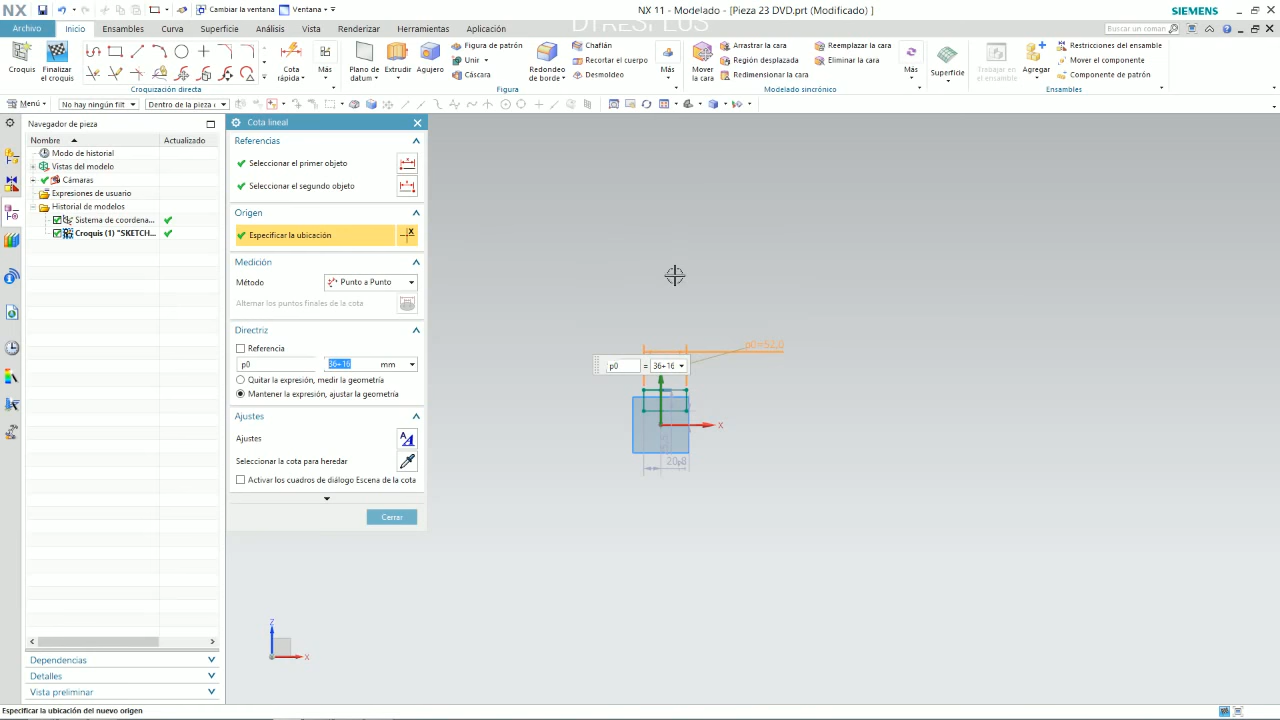 NX Cambiar la ventana Ventana NX 11 - Modelado - [Pieza 23 DVD.prt (Modificado) ] SIEMENS
DTRESPLUS
Archivo Inicio Ensambles Curva Superficie Análisis Vista Renderizar Herramientas Aplicación Buscar un coman
Figura de patrón Chaflán Arrastrar la cara Reemplazar la cara Restricciones del ensamble
Unir Recortar el cuerpo Región desplazada Eliminar la cara Mover el componente
Cáscara Desmoldeo Redimensionar la cara Componente de patrón
Croquis Finalizar el croquis Cota rápida Más Plano de datum Extrudir Agujero Redondeo de borde Más Mover la cara Más Superficie Trabajar en el ensamble Agregar
Croquización directa Figura Modelado sincrónico Ensambles
Menú No hay ningún filt Dentro de la pieza
Navegador de pieza
Nombre Actualizado
Modo de historial
Vistas del modelo
Cámaras
Expresiones de usuario
Historial de modelos
Sistema de coordena...
Croquis (1) "SKETCH...
Dependencias
Detalles
Vista preliminar
Cota lineal
Referencias
Seleccionar el primer objeto
Seleccionar el segundo objeto
Origen
Especificar la ubicación
Medición
Método Punto a Punto
Alternar los puntos finales de la cota
Directriz
Referencia
p0 36+16 mm
Quitar la expresión, medir la geometría
Mantener la expresión, ajustar la geometría
Ajustes
Ajustes
Seleccionar la cota para heredar
Activar los cuadros de diálogo Escena de la cota
Cerrar
p0=52,0
p0 = 36+16
X
Z
X
Especificar la ubicación del nuevo origen